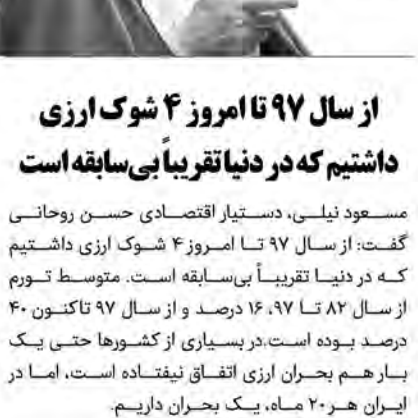 از سال ۹۷ تا امروز ۴ شوک ارزی
داشتیم که در دنیا تقریباً بی‌سابقه است
مسعود نیلی، دستیار اقتصادی حسن روحانی
گفت: از سال ۹۷ تا امروز ۴ شوک ارزی داشتیم
که در دنیا تقریباً بی‌سابقه است. متوسط تورم
از سال ۸۲ تا ۹۷، ۱۶ درصد و از سال ۹۷ تاکنون ۴۰
درصد بوده است.در بسیاری از کشورها حتی یک
بار هم بحران ارزی اتفاق نیفتاده است، اما در
ایران هر ۲۰ ماه، یک بحران داریم.